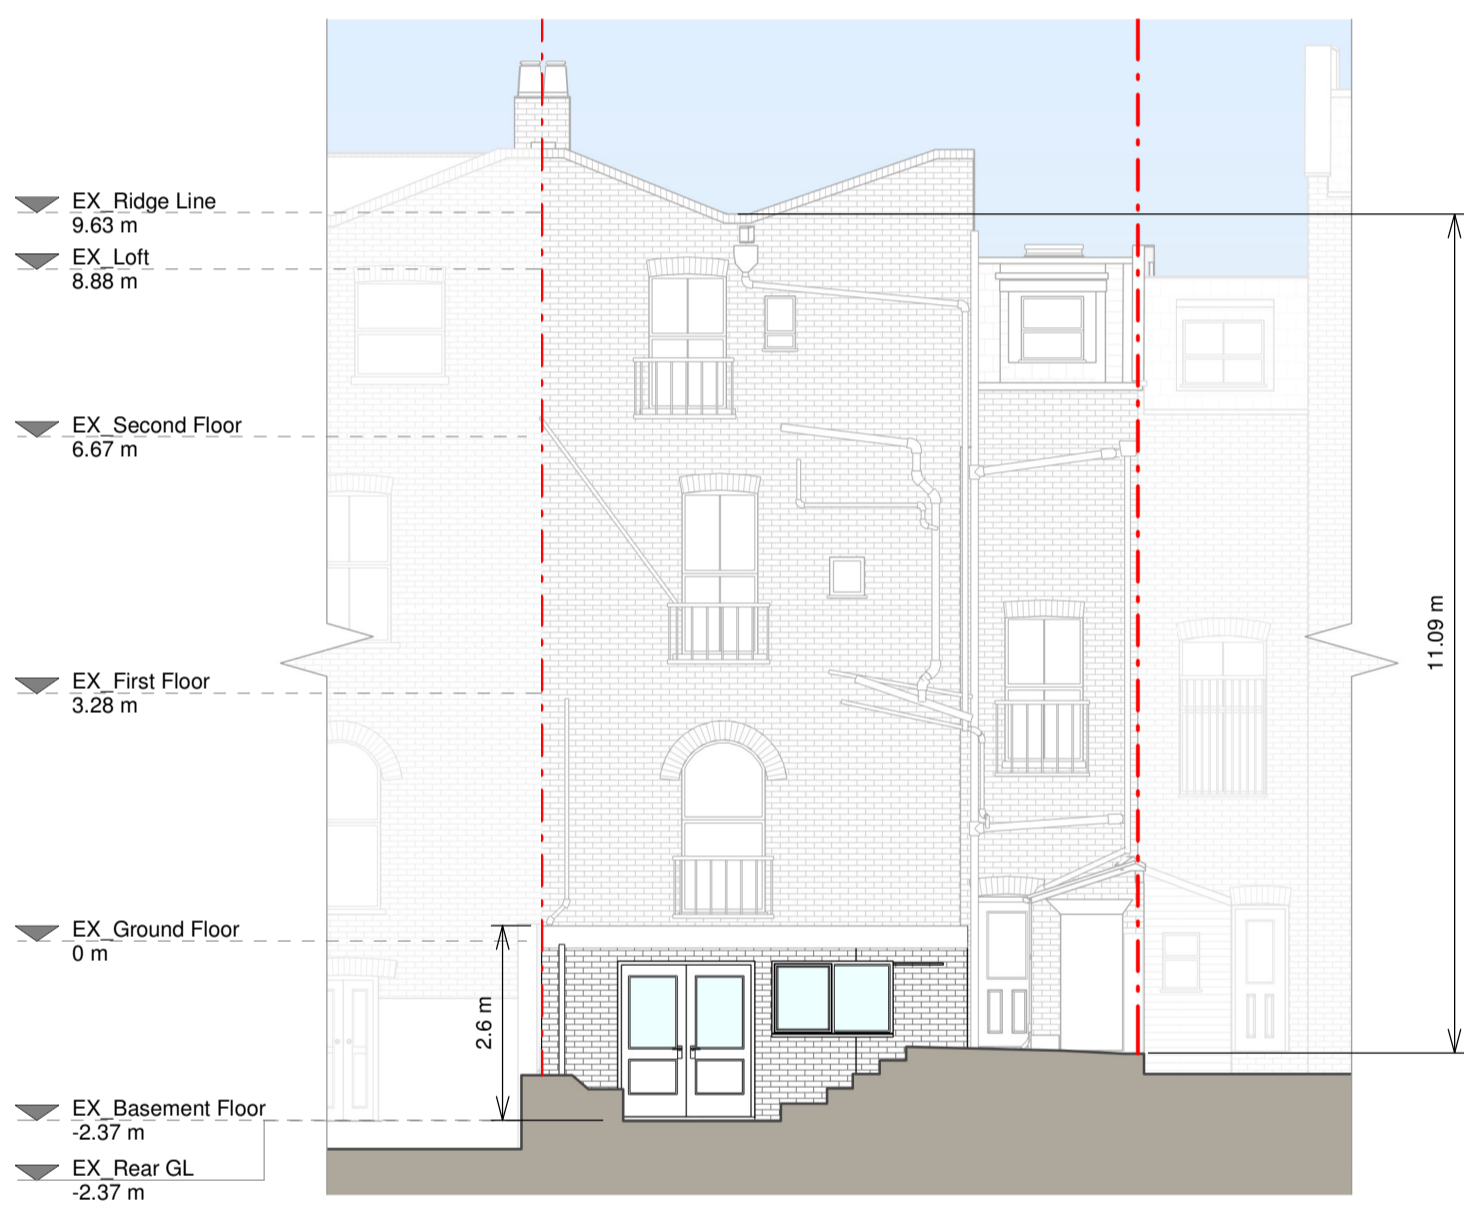 EX_Ridge Line
9.63 m
EX_Loft
8.88 m
EX_Second Floor
6.67 m
EX_First Floor
3.28 m
EX_Ground Floor
0 m
EX_Basement Floor
-2.37 m
EX_Rear GL
-2.37 m
2.6 m
11.09 m